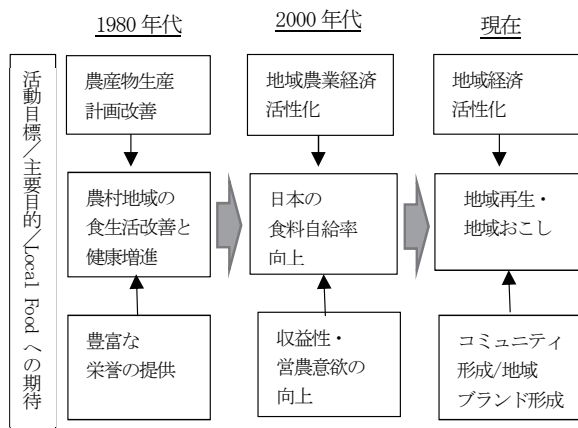 1980 年代
2000 年代
現在
活動目標／主要目的／Local Food への期待
農産物生産
計画改善
地域農業経済
活性化
地域経済
活性化
農村地域の
食生活改善と
健康増進
日本の
食料自給率
向上
地域再生・
地域おこし
豊富な
栄誉の提供
収益性・
営農意欲の
向上
コミュニティ
形成/地域
ブランド形成